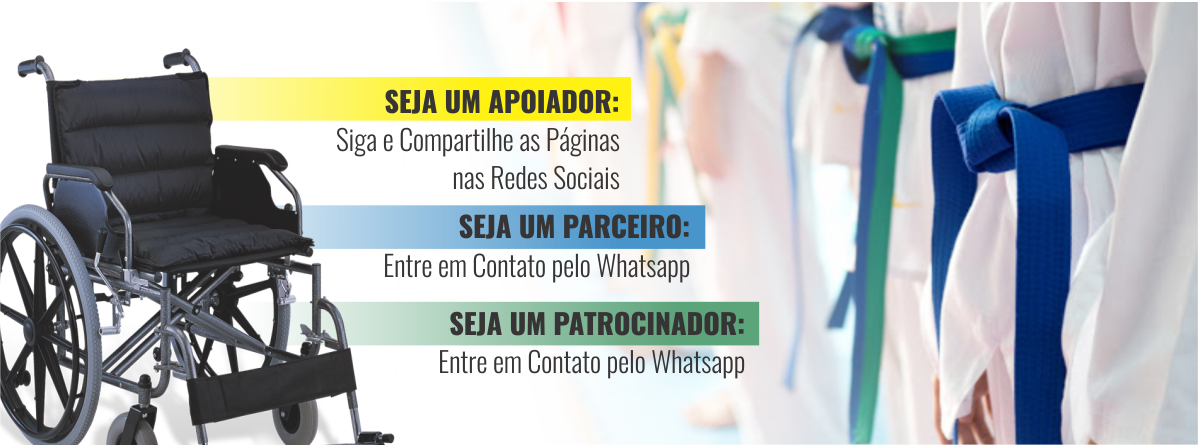 SEJA UM APOIADOR:
Siga e Compartilhe as Páginas
nas Redes Sociais
SEJA UM PARCEIRO:
Entre em Contato pelo Whatsapp
SEJA UM PATROCINADOR:
Entre em Contato pelo Whatsapp